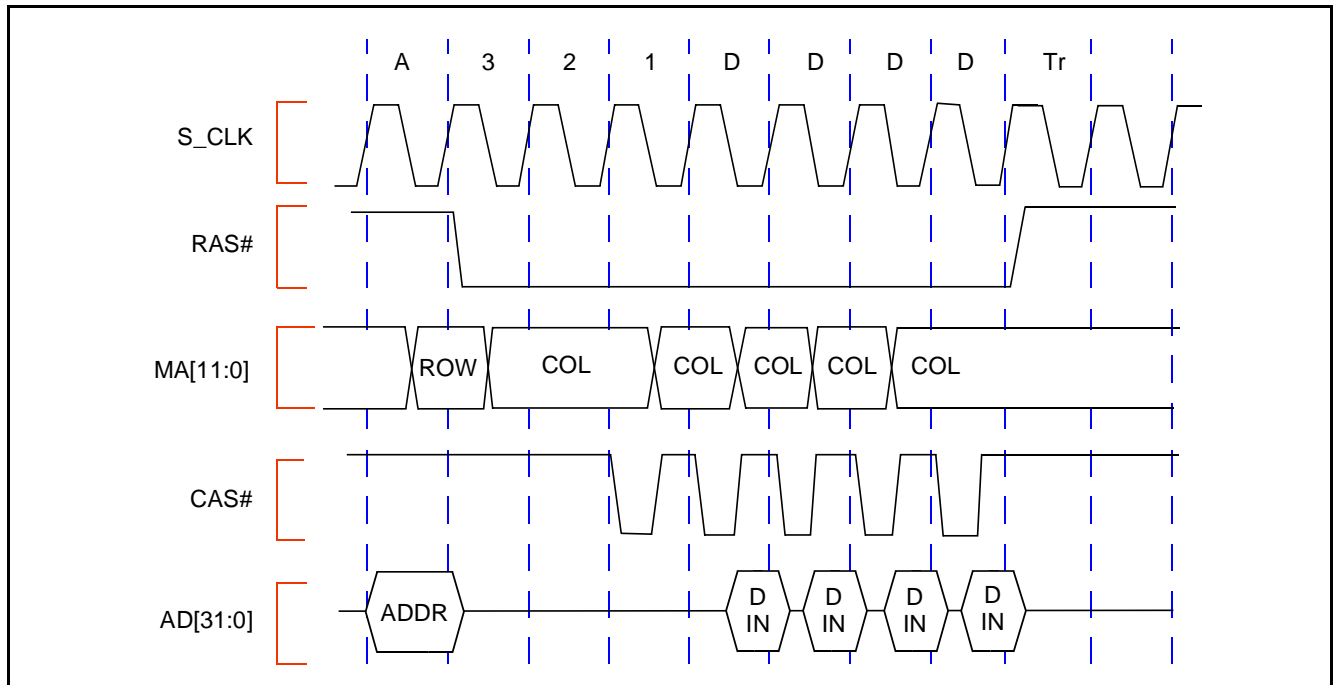 A 3 2 1 D D D D Tr
S_CLK
RAS#
MA[11:0] ROW COL COL COL COL COL
CAS#
AD[31:0] ADDR D IN D IN D IN D IN